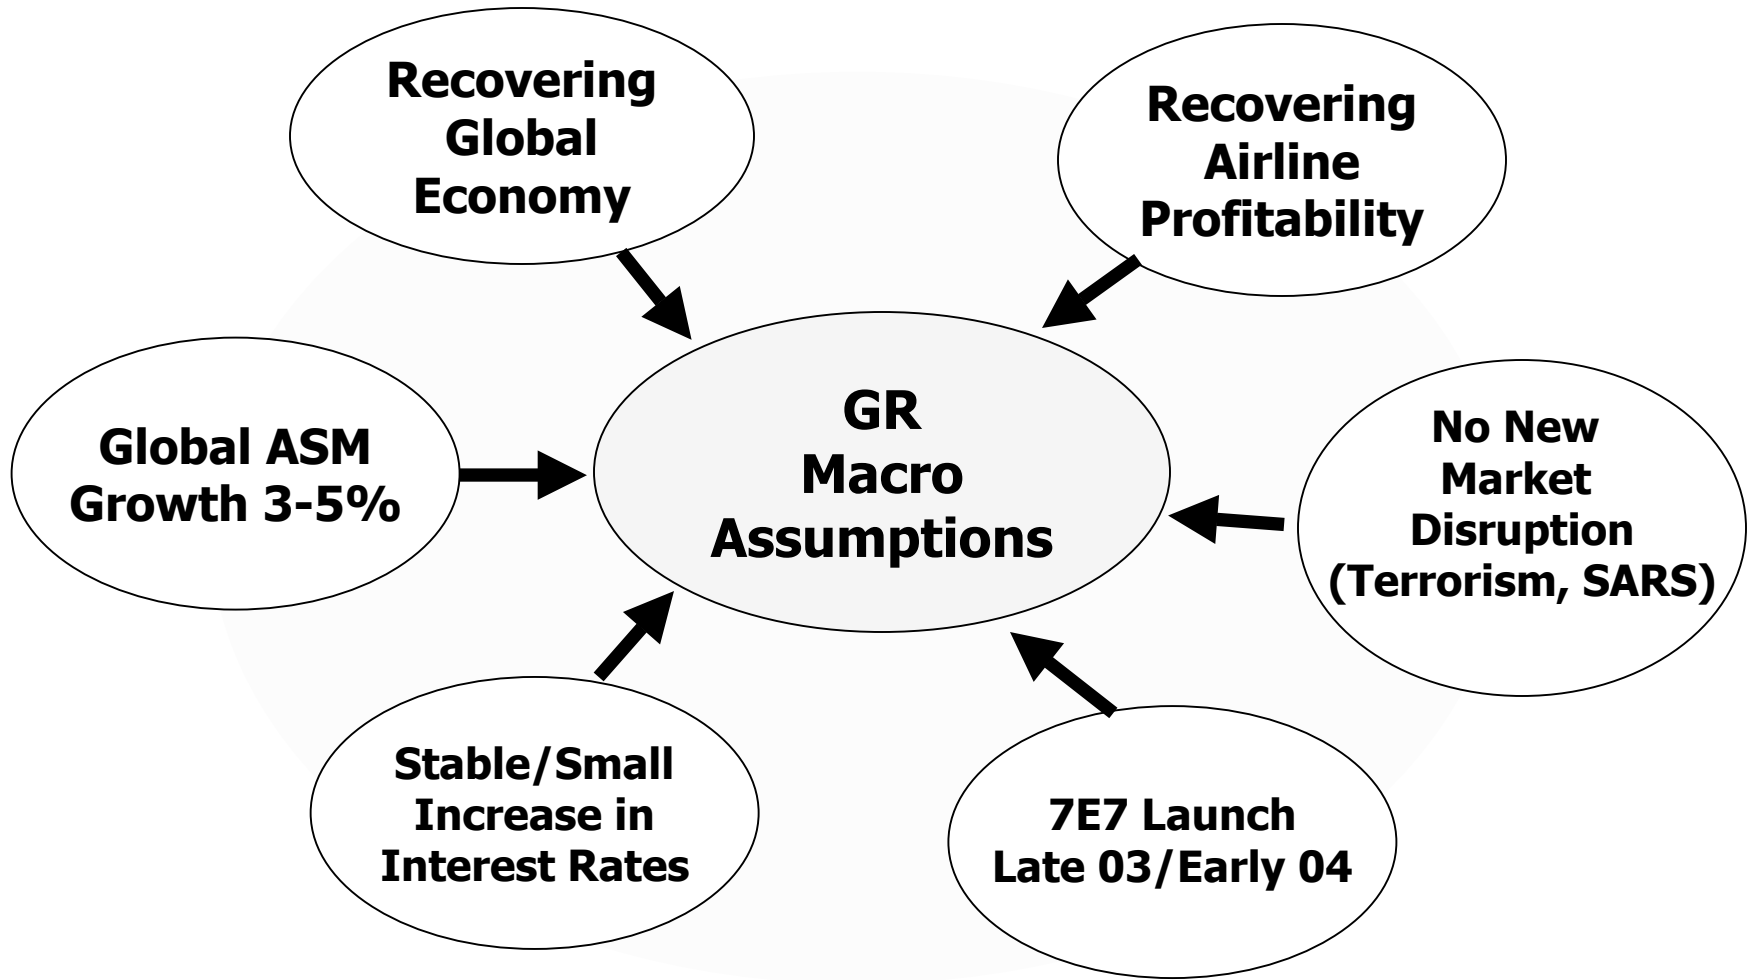 Recovering
Global
Economy
Recovering
Airline
Profitability
Global ASM
Growth 3-5%
GR
Macro
Assumptions
No New
Market
Disruption
(Terrorism, SARS)
Stable/Small
Increase in
Interest Rates
7E7 Launch
Late 03/Early 04